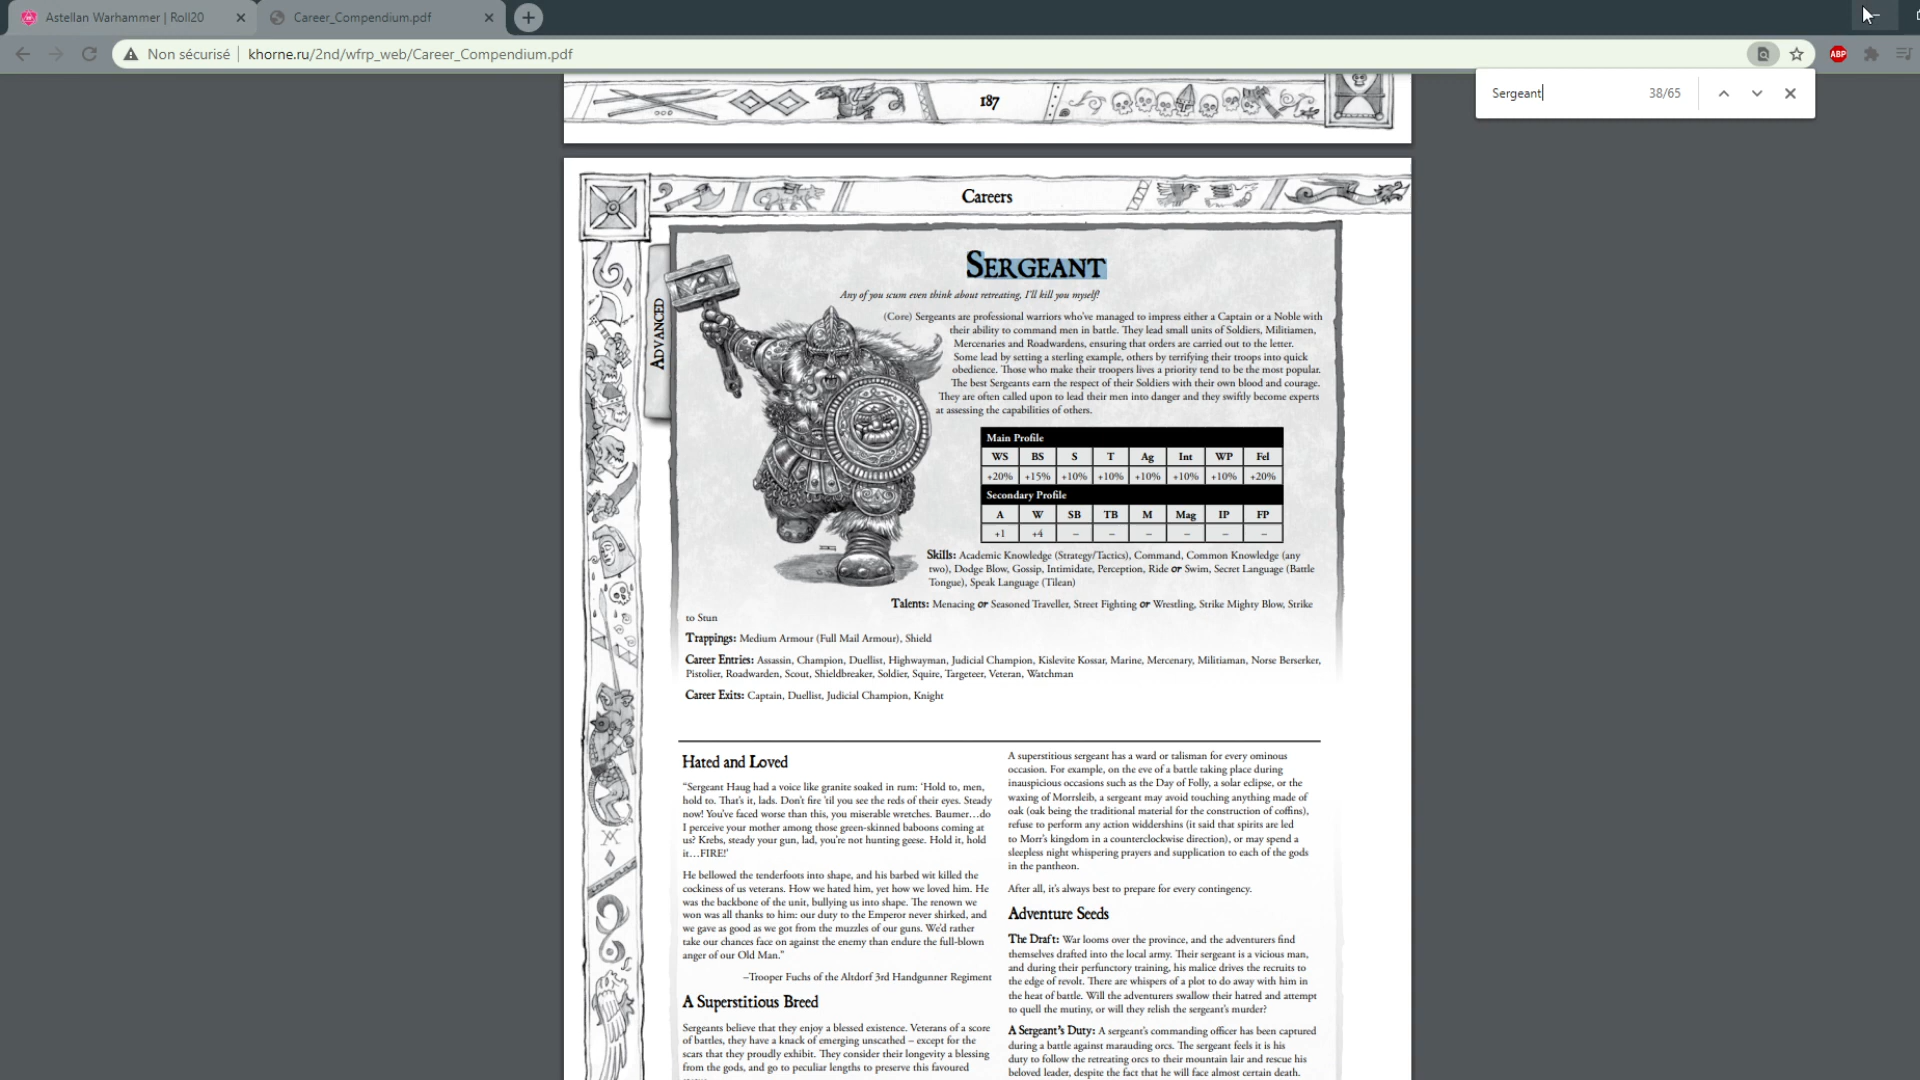 Astellan Warhammer | Roll20
Career_Compendium.pdf
Non sécurisé
khorne.ru/2nd/wfrp_web/Career_Compendium.pdf
ABP
Sergeant
38/65
187
Careers
ADVANCED
SERGEANT
Any of you scum even think about retreating, I'll kill you myself!
(Core) Sergeants are professional warriors who've managed to impress either a Captain or a Noble with
their ability to command men in battle. They lead small units of Soldiers, Militiamen,
Mercenaries and Roadwardens, ensuring that orders are carried out to the letter.
Some lead by setting a sterling example, others by terrifying their troops into quick
obedience. Those who make their troopers lives a priority tend to be the most popular.
The best Sergeants earn the respect of their Soldiers with their own blood and courage.
They are often called upon to lead their men into danger and they swiftly become experts
at assessing the capabilities of others.
Main Profile
WS BS S T Ag Int WP Fel
+20% +15% +10% +10% +10% +10% +10% +20%
Secondary Profile
A W SB TB M Mag IP FP
+1 +4 – – – – – –
Skills: Academic Knowledge (Strategy/Tactics), Command, Common Knowledge (any
two), Dodge Blow, Gossip, Intimidate, Perception, Ride or Swim, Secret Language (Battle
Tongue), Speak Language (Tilean)
Talents: Menacing or Seasoned Traveller, Street Fighting or Wrestling, Strike Mighty Blow, Strike
to Stun
Trappings: Medium Armour (Full Mail Armour), Shield
Career Entries: Assassin, Champion, Duellist, Highwayman, Judicial Champion, Kislevite Kossar, Marine, Mercenary, Militiaman, Norse Berserker,
Pistolier, Roadwarden, Scout, Shieldbreaker, Soldier, Squire, Targeteer, Veteran, Watchman
Career Exits: Captain, Duellist, Judicial Champion, Knight
Hated and Loved
"Sergeant Haug had a voice like granite soaked in rum: 'Hold to, men,
hold to. That's it, lads. Don't fire 'til you see the reds of their eyes. Steady
now! You've faced worse than this, you miserable wretches. Baumer…do
I perceive your mother among those green-skinned baboons coming at
us? Krebs, steady your gun, lad, you're not hunting geese. Hold it, hold
it…FIRE!'
He bellowed the tenderfoots into shape, and his barbed wit killed the
cockiness of us veterans. How we hated him, yet how we loved him. He
was the backbone of the unit, bullying us into shape. The renown we
won was all thanks to him: our duty to the Emperor never shirked, and
we gave as good as we got from the muzzles of our guns. We'd rather
take our chances face on against the enemy than endure the full-blown
anger of our Old Man."
–Trooper Fuchs of the Altdorf 3rd Handgunner Regiment
A Superstitious Breed
Sergeants believe that they enjoy a blessed existence. Veterans of a score
of battles, they have a knack of emerging unscathed – except for the
scars that they proudly exhibit. They consider their longevity a blessing
from the gods, and go to peculiar lengths to preserve this favoured
A superstitious sergeant has a ward or talisman for every ominous
occasion. For example, on the eve of a battle taking place during
inauspicious occasions such as the Day of Folly, a solar eclipse, or the
waxing of Morrsleib, a sergeant may avoid touching anything made of
oak (oak being the traditional material for the construction of coffins),
refuse to perform any action widdershins (it said that spirits are led
to Morr's kingdom in a counterclockwise direction), or may spend a
sleepless night whispering prayers and supplication to each of the gods
in the pantheon.
After all, it's always best to prepare for every contingency.
Adventure Seeds
The Draft: War looms over the province, and the adventurers find
themselves drafted into the local army. Their sergeant is a vicious man,
and during their perfunctory training, his malice drives the recruits to
the edge of revolt. There are whispers of a plot to do away with him in
the heat of battle. Will the adventurers swallow their hatred and attempt
to quell the mutiny, or will they relish the sergeant's murder?
A Sergeant's Duty: A sergeant's commanding officer has been captured
during a battle against marauding orcs. The sergeant feels it is his
duty to follow the retreating orcs to their mountain lair and rescue his
beloved leader, despite the fact that he will face almost certain death.